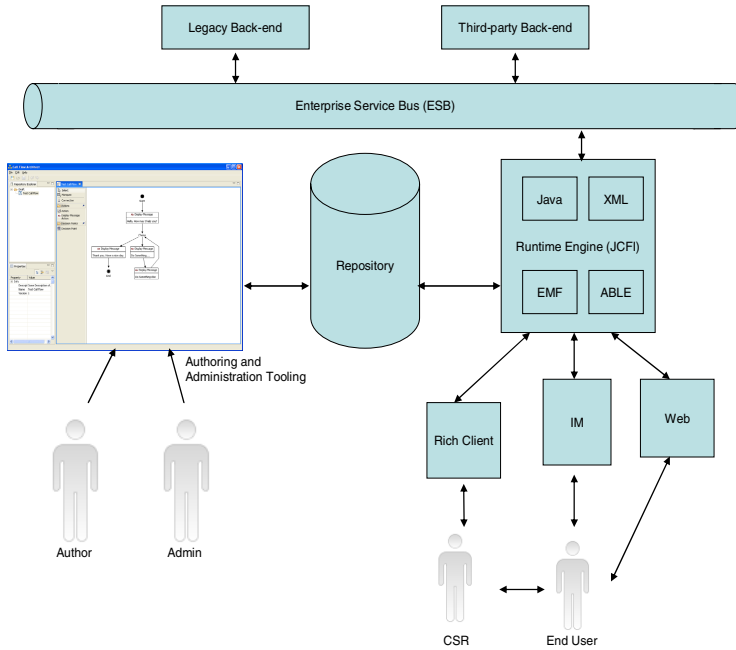 Legacy Back-end
Third-party Back-end
Enterprise Service Bus (ESB)
Java
XML
Runtime Engine (JCFI)
EMF
ABLE
Repository
Authoring and
Administration Tooling
Rich Client
IM
Web
Author
Admin
CSR
End User
Properties